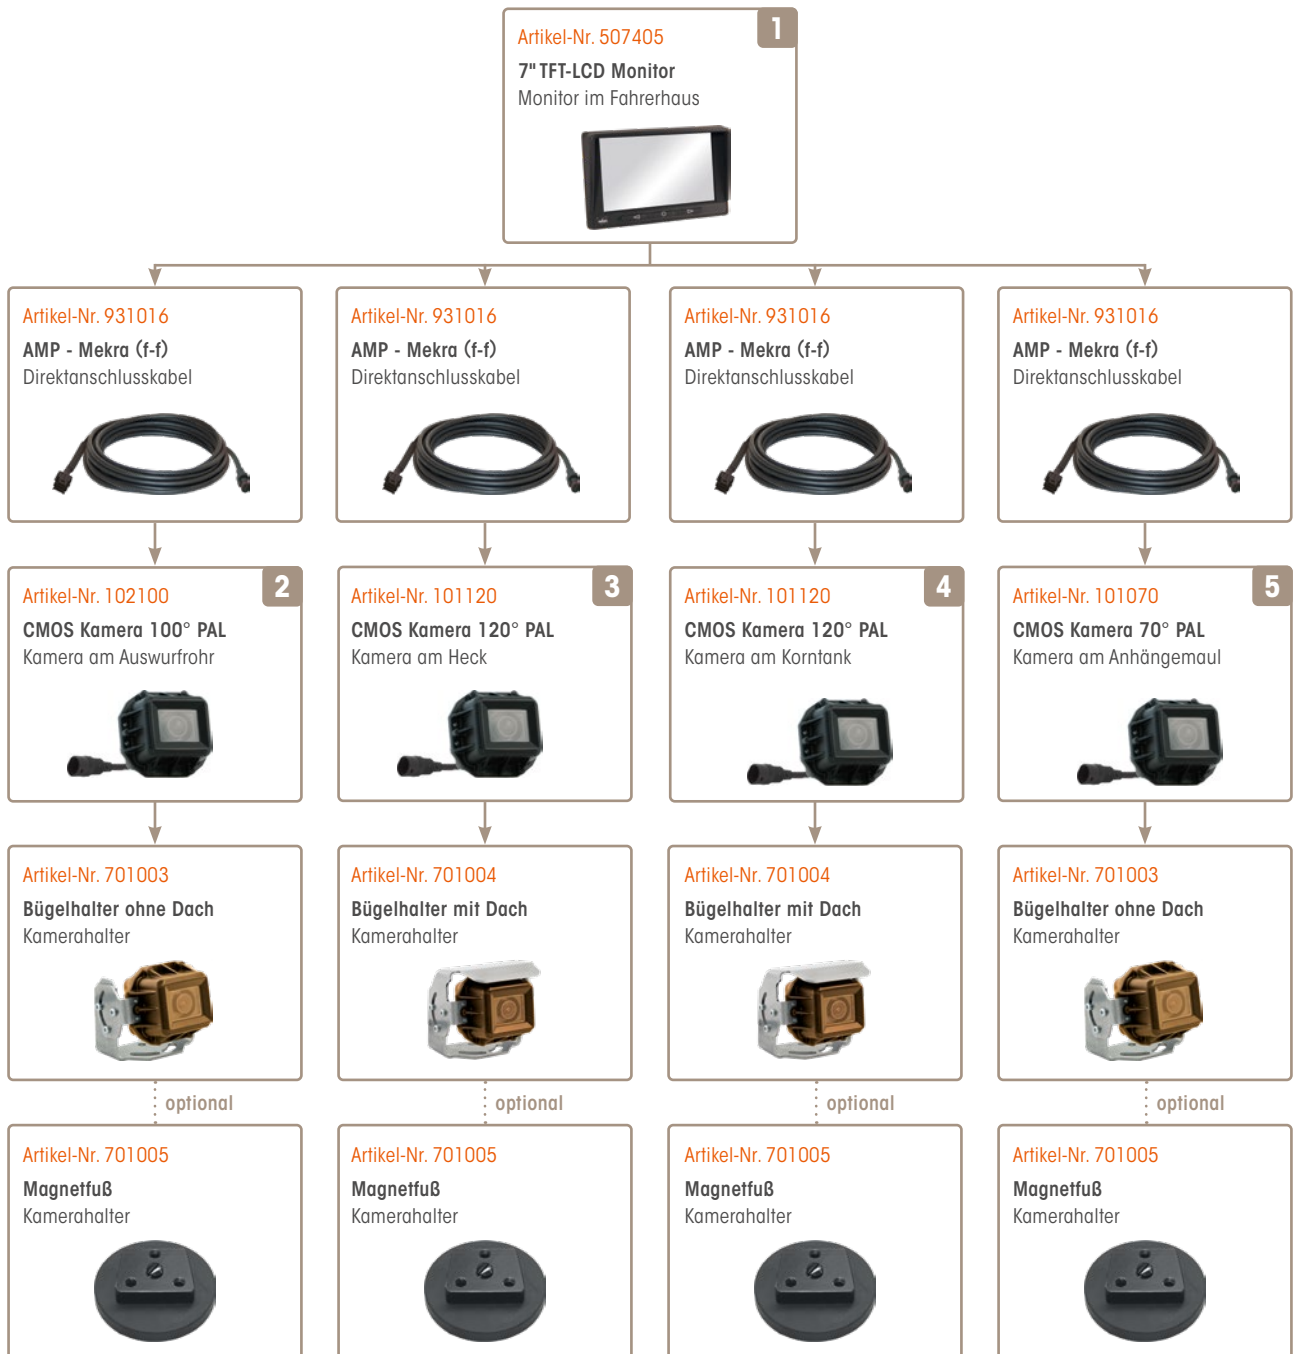 1
Artikel-Nr. 507405
7" TFT-LCD Monitor
Monitor im Fahrerhaus
Artikel-Nr. 931016
AMP - Mekra (f-f)
Direktanschlusskabel
Artikel-Nr. 931016
AMP - Mekra (f-f)
Direktanschlusskabel
Artikel-Nr. 931016
AMP - Mekra (f-f)
Direktanschlusskabel
Artikel-Nr. 931016
AMP - Mekra (f-f)
Direktanschlusskabel
2
Artikel-Nr. 102100
CMOS Kamera 100° PAL
Kamera am Auswurfrohr
3
Artikel-Nr. 101120
CMOS Kamera 120° PAL
Kamera am Heck
4
Artikel-Nr. 101120
CMOS Kamera 120° PAL
Kamera am Korntank
5
Artikel-Nr. 101070
CMOS Kamera 70° PAL
Kamera am Anhängemaul
Artikel-Nr. 701003
Bügelhalter ohne Dach
Kamerahalter
Artikel-Nr. 701004
Bügelhalter mit Dach
Kamerahalter
Artikel-Nr. 701004
Bügelhalter mit Dach
Kamerahalter
Artikel-Nr. 701003
Bügelhalter ohne Dach
Kamerahalter
optional
optional
optional
optional
Artikel-Nr. 701005
Magnetfuß
Kamerahalter
Artikel-Nr. 701005
Magnetfuß
Kamerahalter
Artikel-Nr. 701005
Magnetfuß
Kamerahalter
Artikel-Nr. 701005
Magnetfuß
Kamerahalter